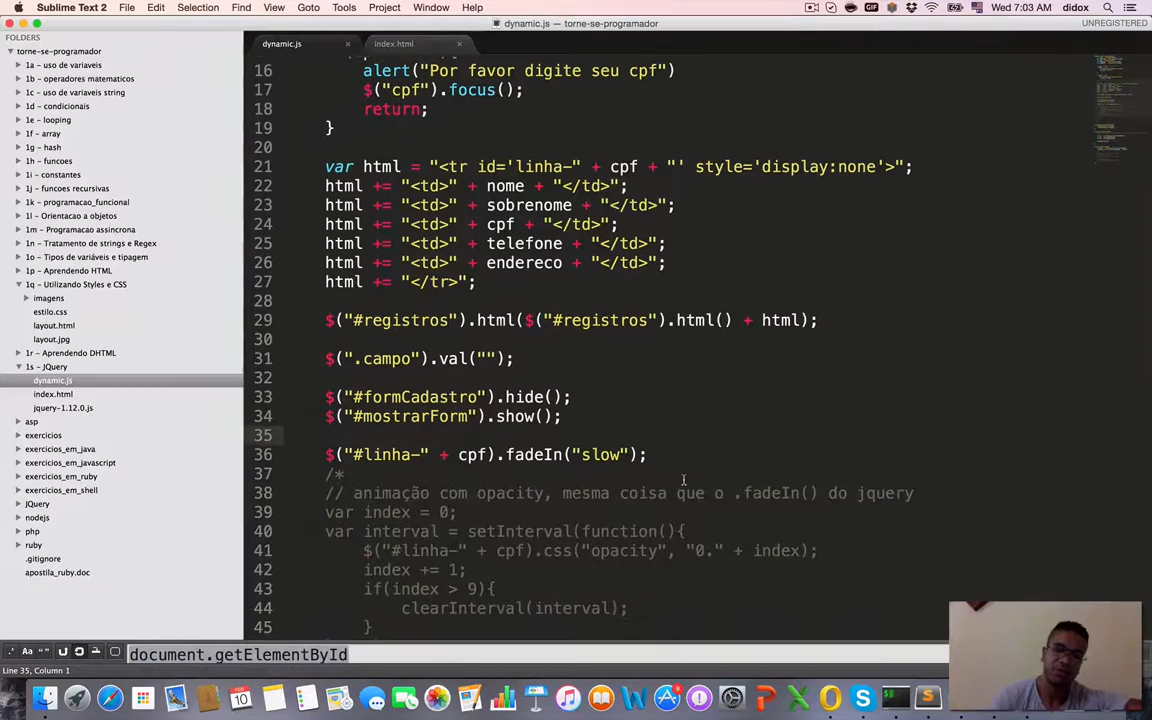 Sublime Text 2 File Edit Selection Find View Goto Tools Project Window Help Wed 7:03 AM didox
dynamic.js — torne-se-programador UNREGISTERED
FOLDERS
torne-se-programador
1a - uso de variaveis
1b - operadores matematicos
1c - uso de variaveis string
1d - condicionais
1e - looping
1f - array
1g - hash
1h - funcoes
1i - constantes
1j - funcoes recursivas
1k - programacao_funcional
1l - Orientacao a objetos
1m - Programacao assincrona
1n - Tratamento de strings e Regex
1o - Tipos de variáveis e tipagem
1p - Aprendendo HTML
1q - Utilizando Styles e CSS
imagens
estilo.css
layout.html
layout.jpg
1r - Aprendendo DHTML
1s - JQuery
dynamic.js
index.html
jquery-1.12.0.js
asp
exercicios
exercicios_em_java
exercicios_em_javascript
exercicios_em_ruby
exercicios_em_shell
jQuery
nodejs
php
ruby
.gitignore
apostila_ruby.doc
dynamic.js index.html
16 alert("Por favor digite seu cpf")
17 $("cpf").focus();
18 return;
19 }
20
21 var html = "<tr id='linha-" + cpf + "' style='display:none'>";
22 html += "<td>" + nome + "</td>";
23 html += "<td>" + sobrenome + "</td>";
24 html += "<td>" + cpf + "</td>";
25 html += "<td>" + telefone + "</td>";
26 html += "<td>" + endereco + "</td>";
27 html += "</tr>";
28
29 $("#registros").html($("#registros").html() + html);
30
31 $(".campo").val("");
32
33 $("#formCadastro").hide();
34 $("#mostrarForm").show();
35
36 $("#linha-" + cpf).fadeIn("slow");
37 /*
38 // animação com opacity, mesma coisa que o .fadeIn() do jquery
39 var index = 0;
40 var interval = setInterval(function(){
41 $("#linha-" + cpf).css("opacity", "0." + index);
42 index += 1;
43 if(index > 9){
44 clearInterval(interval);
45 }
document.getElementById
Line 35, Column 1